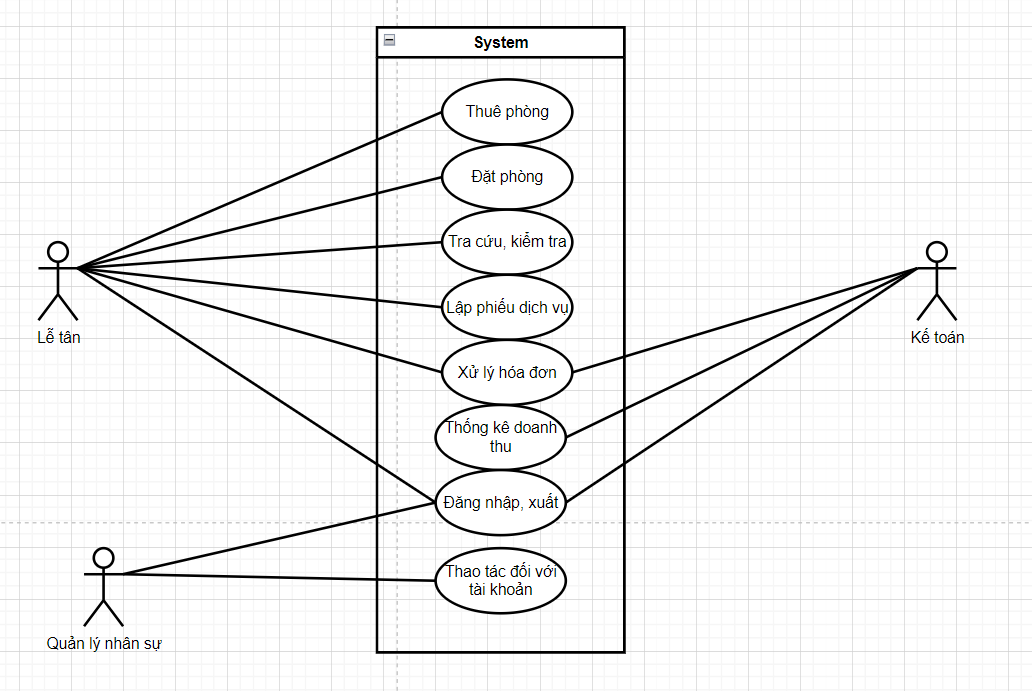 System
Thuê phòng
Đặt phòng
Tra cứu, kiểm tra
Lập phiếu dịch vụ
Lễ tân
Kế toán
Xử lý hóa đơn
Thống kê doanh
thu
Đăng nhập, xuất
Thao tác đối với
tài khoản
Quản lý nhân sự